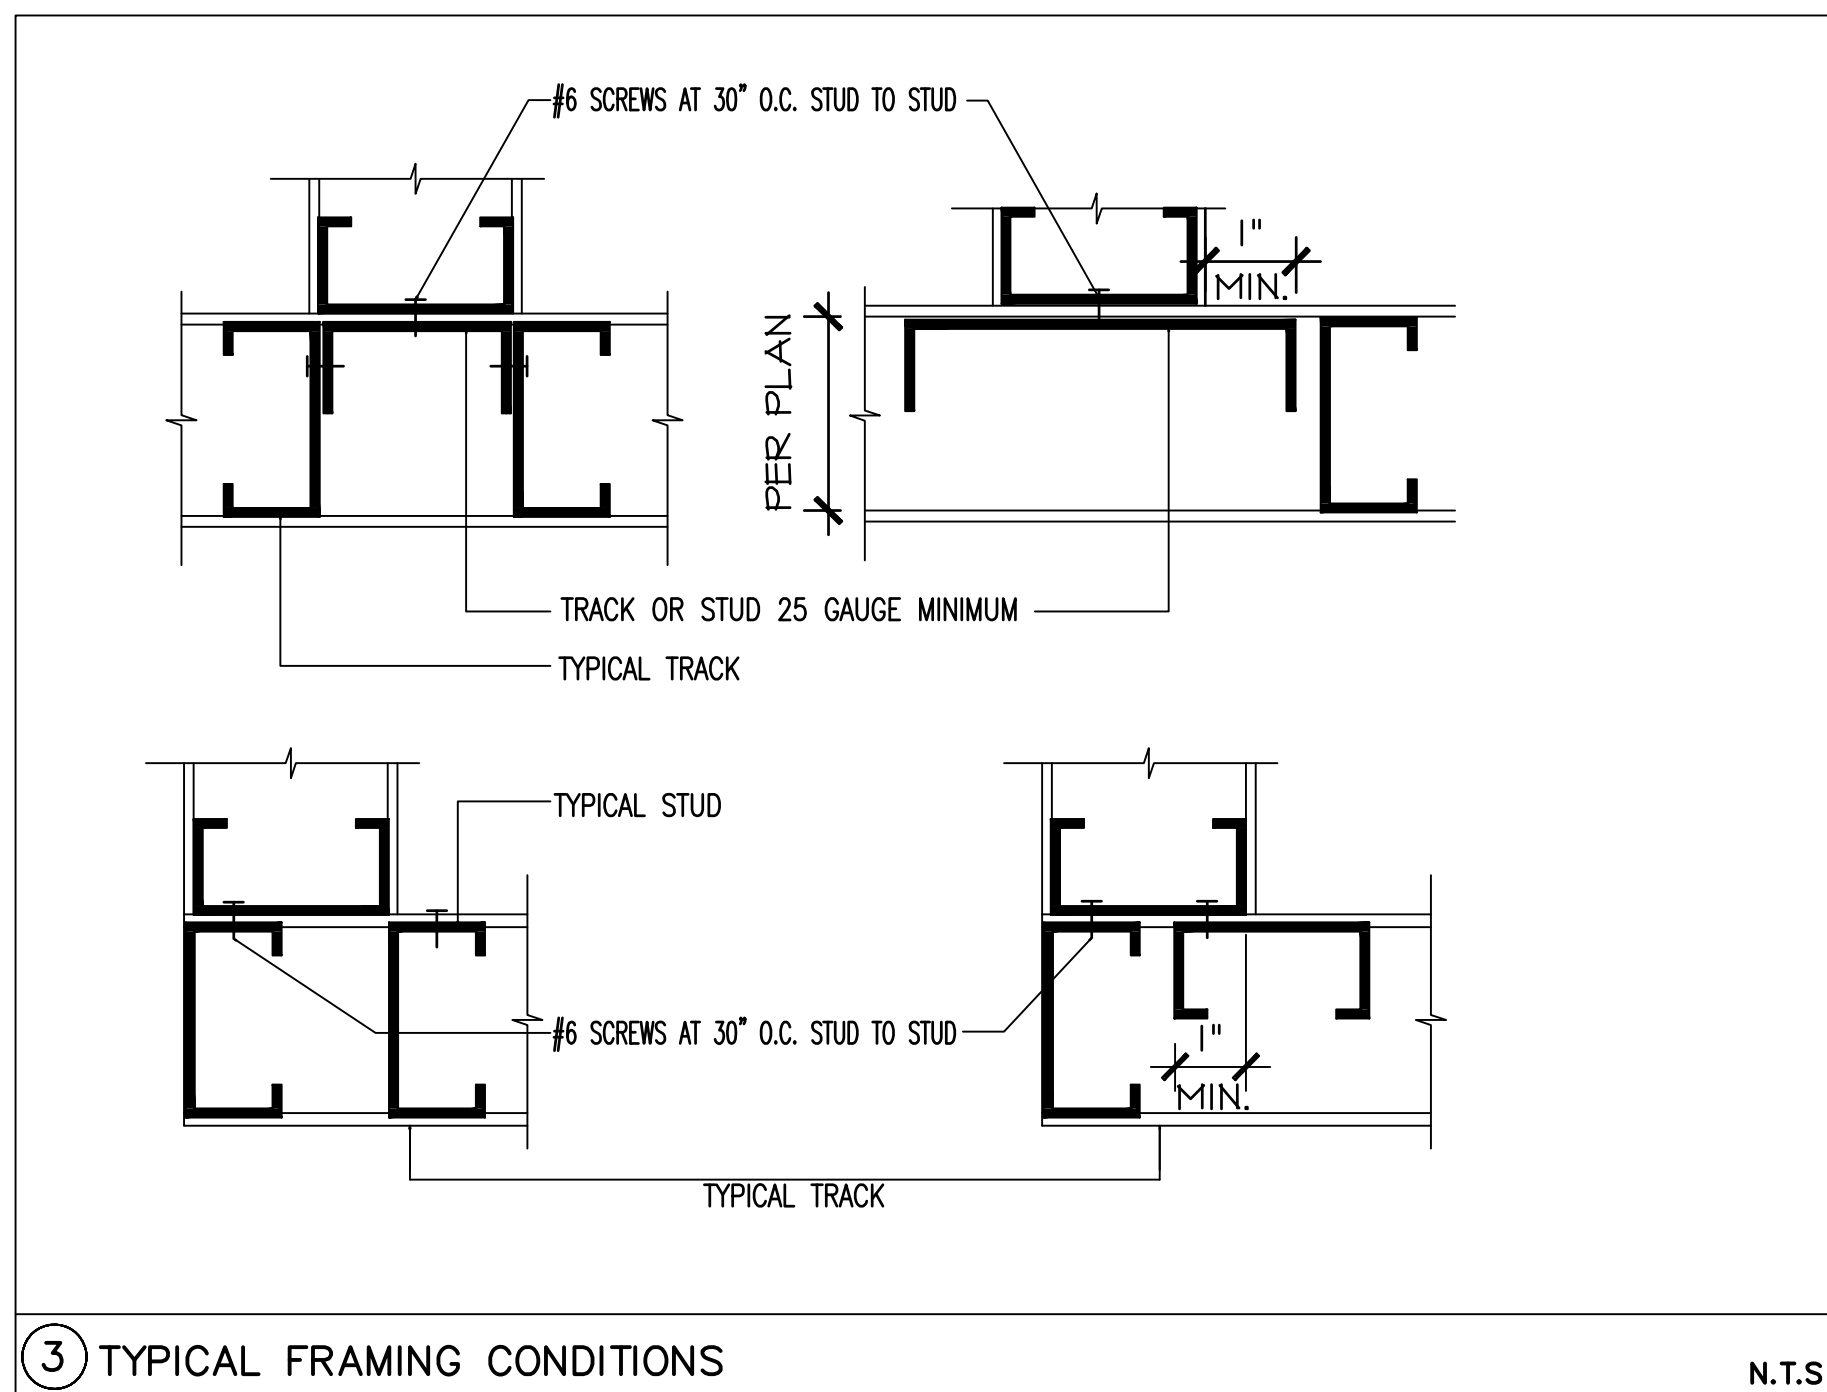 #6 SCREWS AT 30" O.C. STUD TO STUD
1"
MIN.
PER PLAN
TRACK OR STUD 25 GAUGE MINIMUM
TYPICAL TRACK
TYPICAL STUD
#6 SCREWS AT 30" O.C. STUD TO STUD
1"
MIN.
TYPICAL TRACK
3 TYPICAL FRAMING CONDITIONS
N.T.S